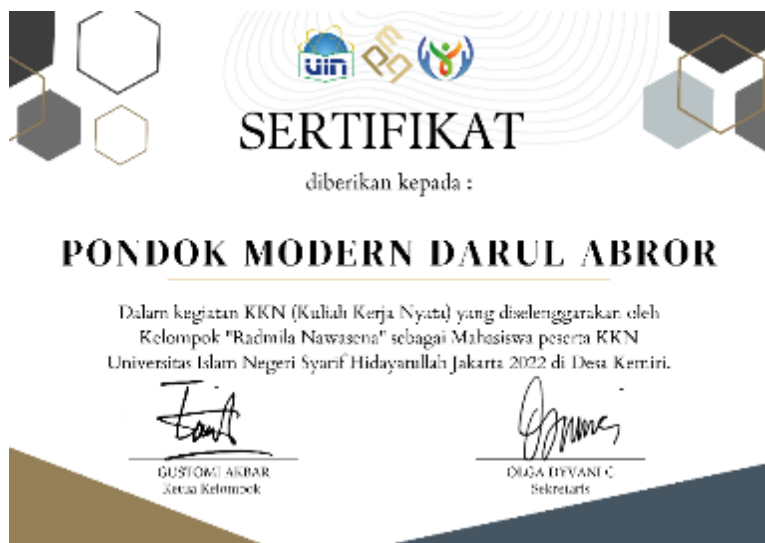 uin
SERTIFIKAT
diberikan kepada :
PONDOK MODERN DARUL ABROR
Dalam kegiatan KKN (Kuliah Kerja Nyata) yang diselenggarakan oleh
Kelompok "Radmila Nawasena" sebagai Mahasiswa peserta KKN
Universitas Islam Negeri Syarif Hidayatullah Jakarta 2022 di Desa Kemiri.
GUSTOMI AKBAR
Ketua Kelompok
OLGA DYVANI
Sekretaris